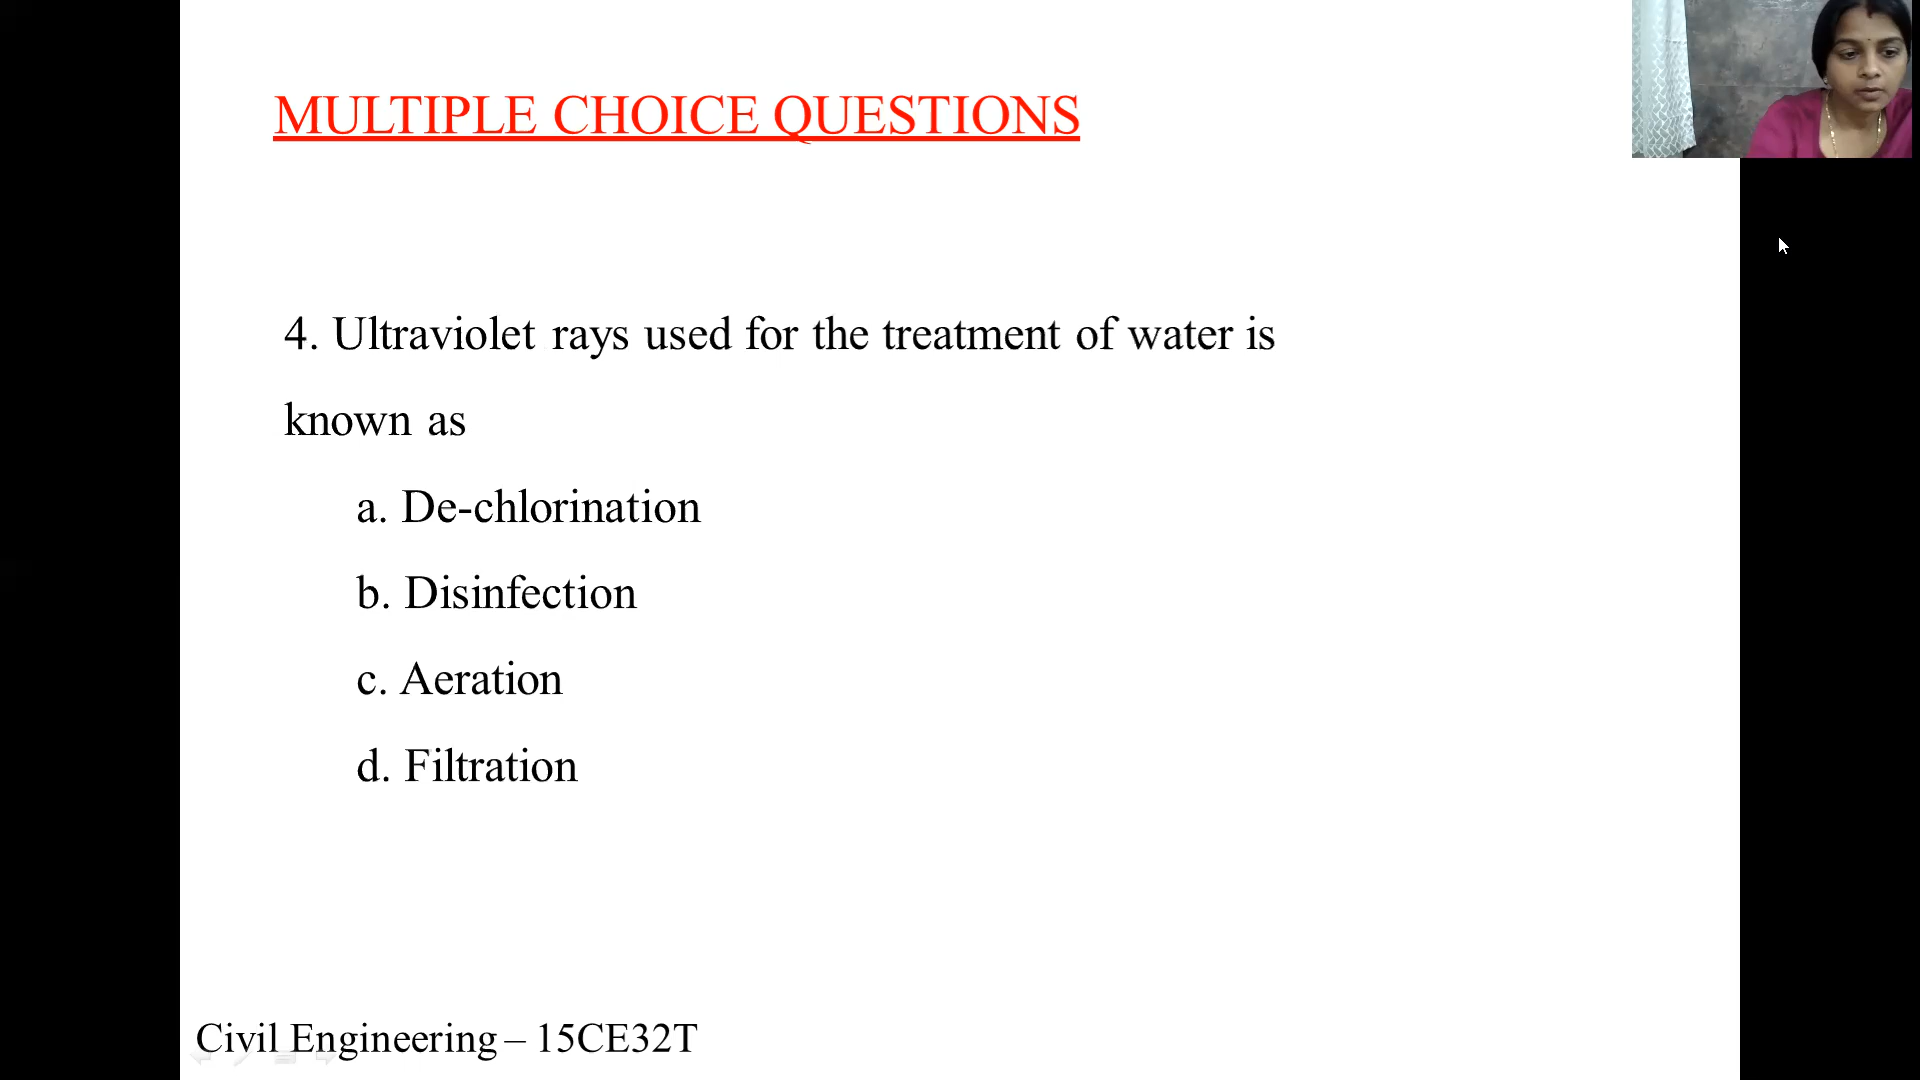 MULTIPLE CHOICE QUESTIONS
4. Ultraviolet rays used for the treatment of water is
known as
a. De-chlorination
b. Disinfection
c. Aeration
d. Filtration
Civil Engineering – 15CE32T